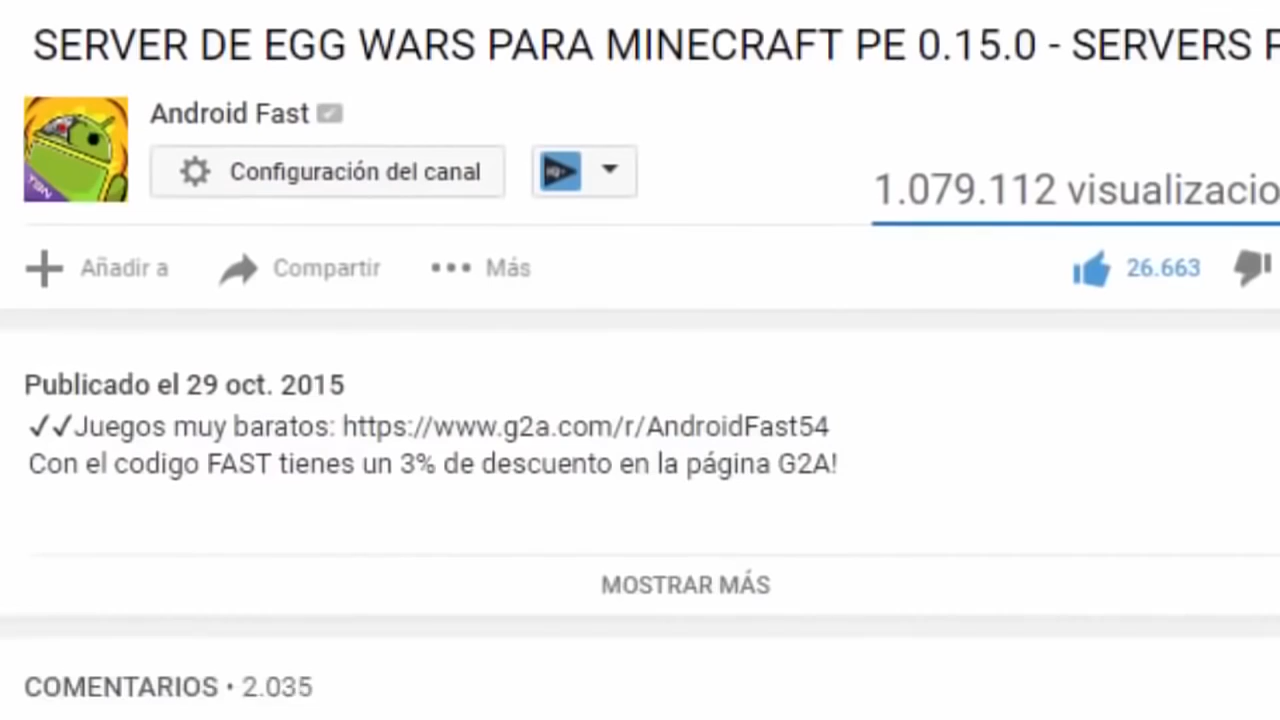 SERVER DE EGG WARS PARA MINECRAFT PE 0.15.0 - SERVERS P
Android Fast
TGN
Configuración del canal
1.079.112 visualizacio
Añadir a
Compartir
Más
26.663
Publicado el 29 oct. 2015
✓✓Juegos muy baratos: https://www.g2a.com/r/AndroidFast54
Con el codigo FAST tienes un 3% de descuento en la página G2A!
MOSTRAR MÁS
COMENTARIOS • 2.035